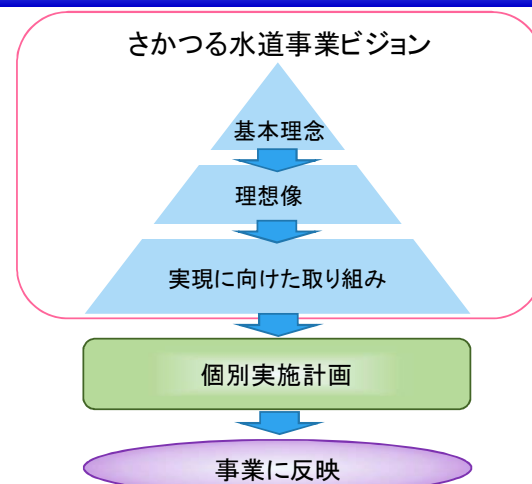 さかつる水道事業ビジョン
基本理念
理想像
実現に向けた取り組み
個別実施計画
事業に反映